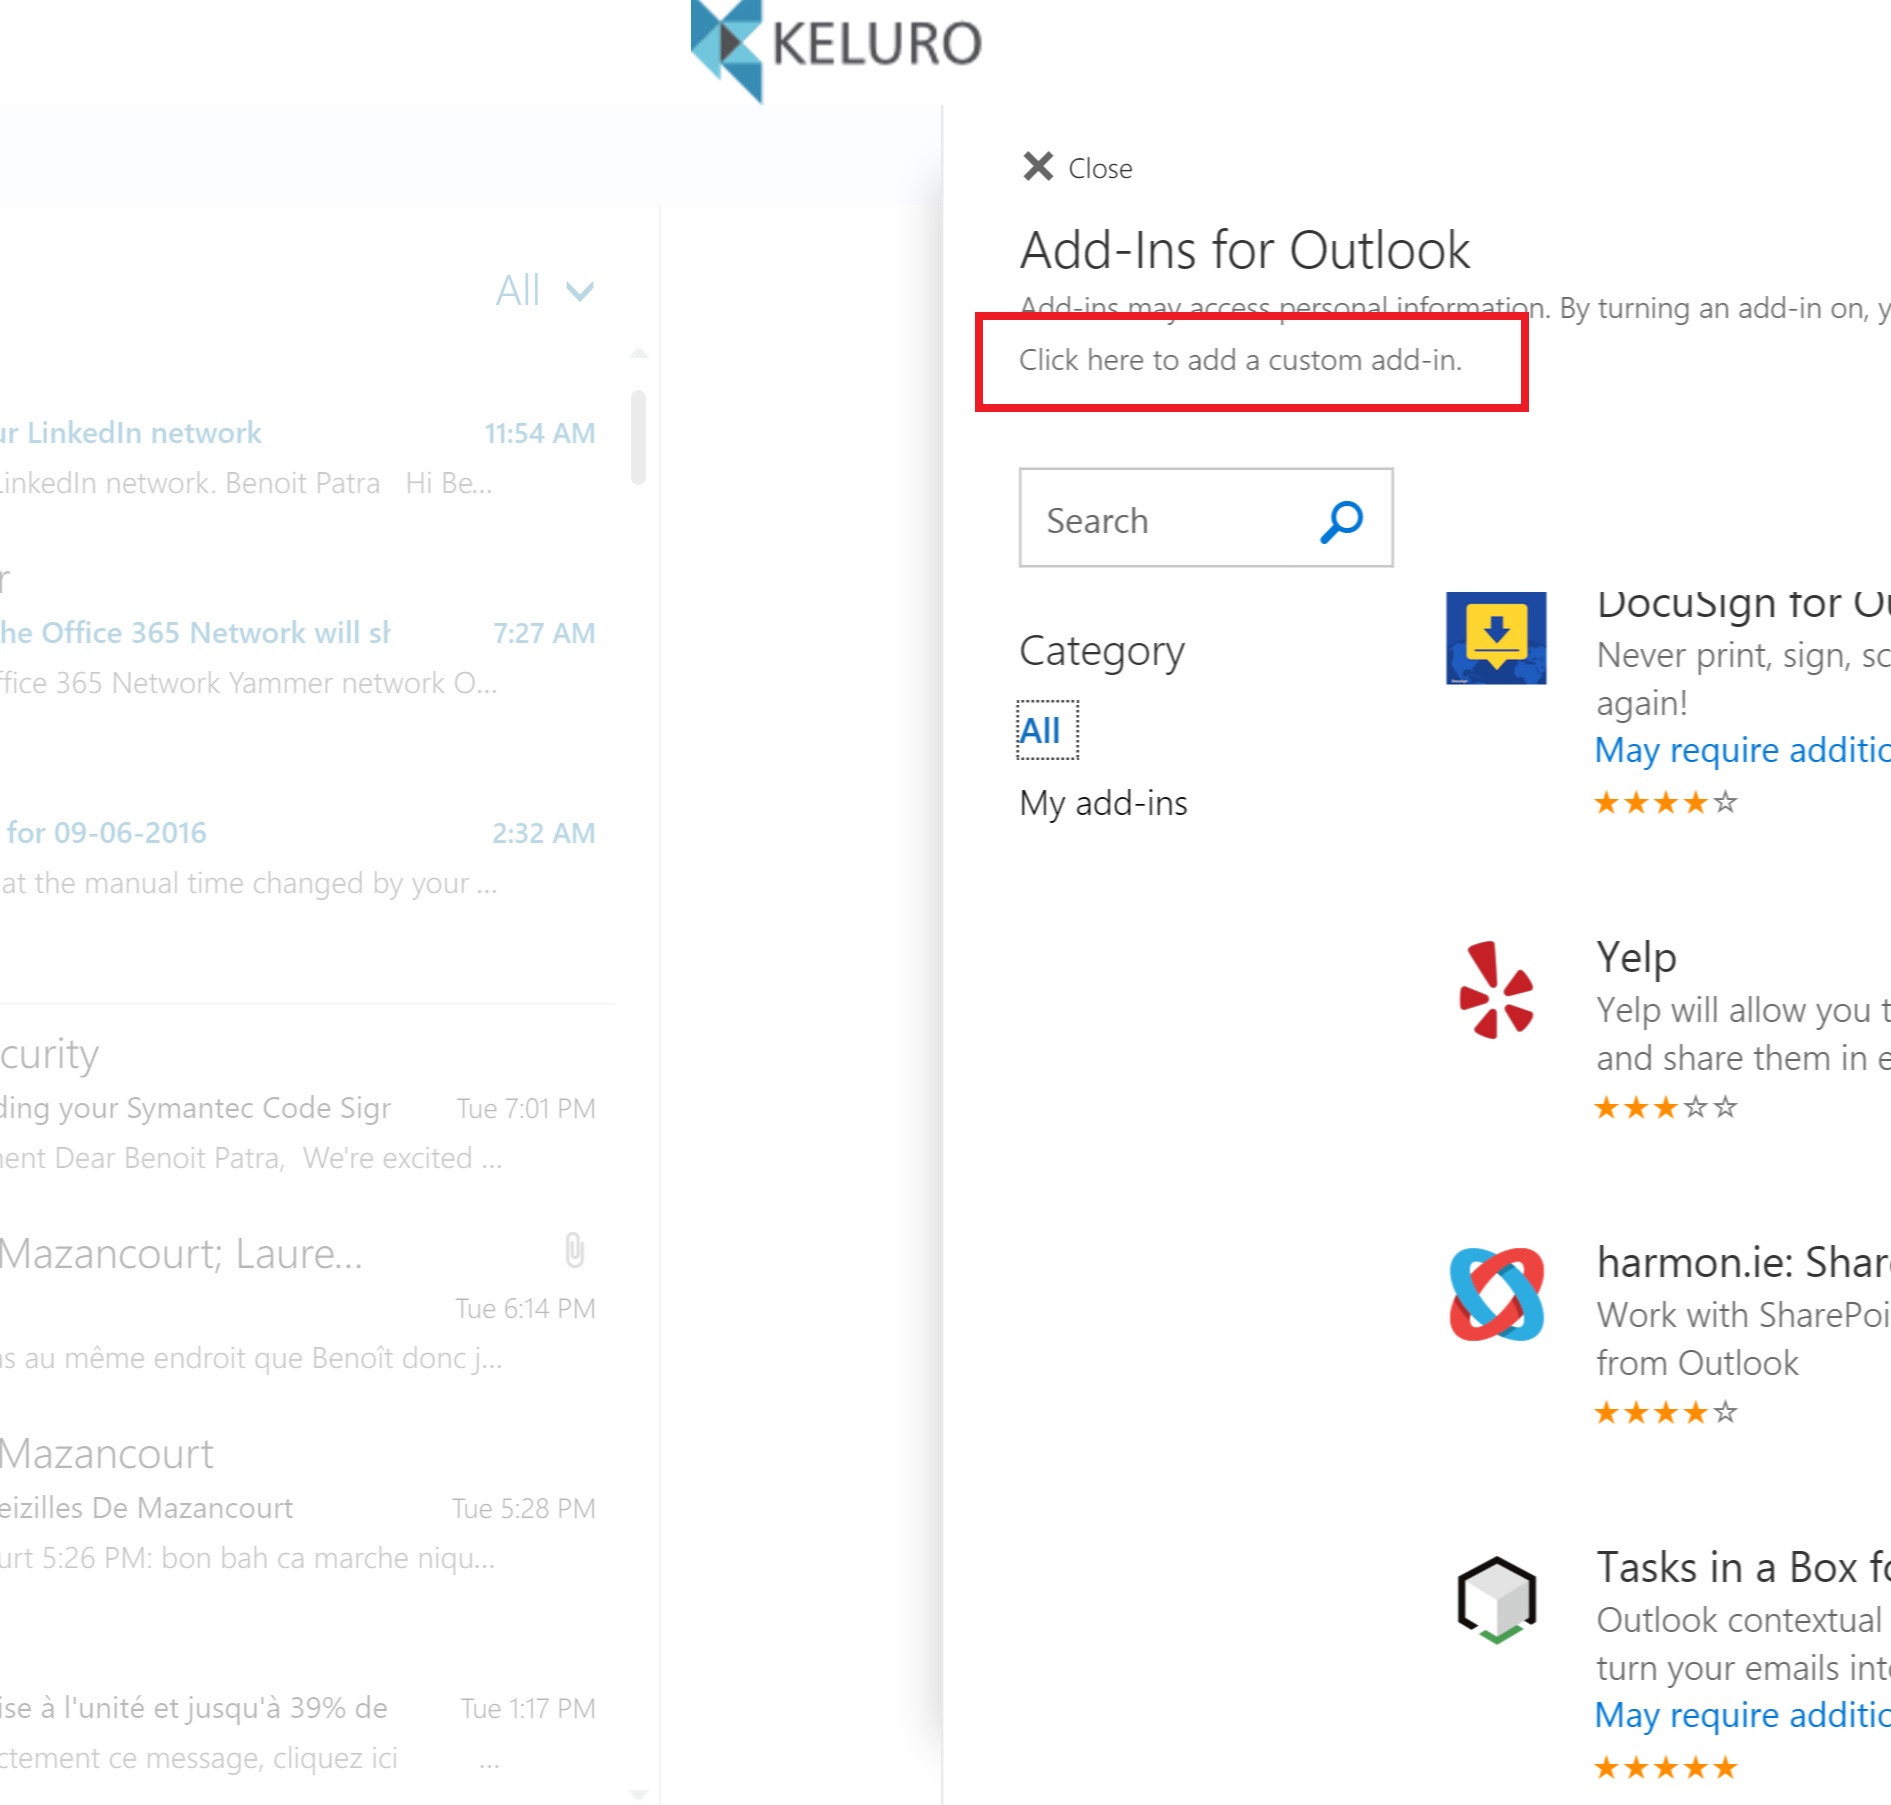 KELURO
All
ur LinkedIn network 11:54 AM
LinkedIn network. Benoit Patra Hi Be...
r
he Office 365 Network will sh 7:27 AM
ffice 365 Network Yammer network O...
for 09-06-2016 2:32 AM
at the manual time changed by your ...
curity
ding your Symantec Code Sigr Tue 7:01 PM
nent Dear Benoit Patra, We're excited ...
Mazancourt; Laure...
Tue 6:14 PM
as au même endroit que Benoît donc j...
Mazancourt
eizilles De Mazancourt Tue 5:28 PM
urt 5:26 PM: bon bah ca marche niqu...
ise à l'unité et jusqu'à 39% de Tue 1:17 PM
ctement ce message, cliquez ici ...
Close
Add-Ins for Outlook
Add-ins may access personal information. By turning an add-in on, y
Click here to add a custom add-in.
Search
Category
All
My add-ins
DocuSign for Ou
Never print, sign, sc
again!
May require additio
Yelp
Yelp will allow you t
and share them in e
harmon.ie: Share
Work with SharePoi
from Outlook
Tasks in a Box fo
Outlook contextual
turn your emails into
May require additio